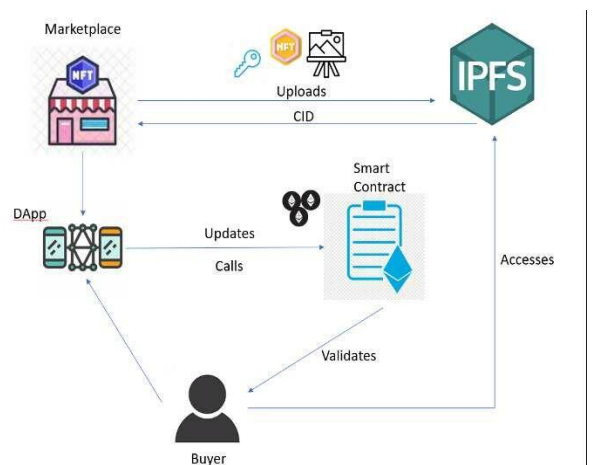 Marketplace
NFT
NFT
IPFS
Uploads
CID
Smart
Contract
DApp
Updates
Calls
Accesses
Validates
Buyer